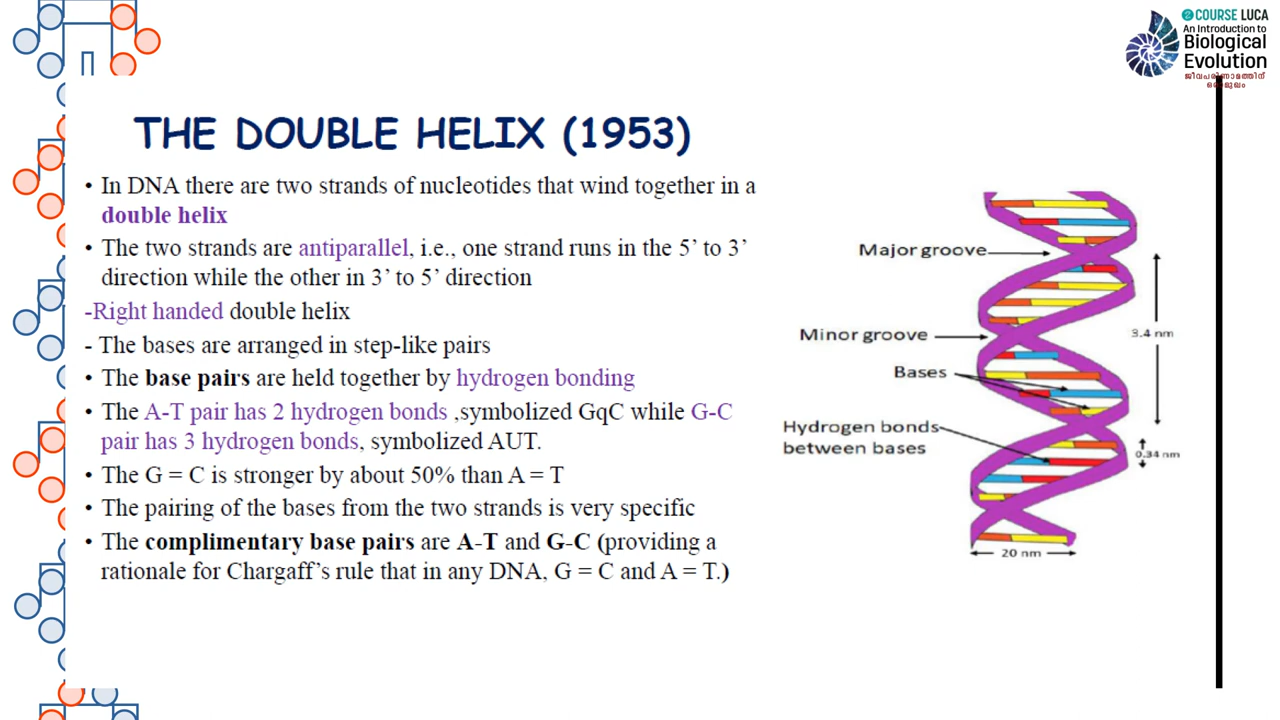 COURSE LUCA
An Introduction to
Biological
Evolution
ജീവപരിണാമത്തിന്
ഒരാമുഖം
THE DOUBLE HELIX (1953)
• In DNA there are two strands of nucleotides that wind together in a
double helix
• The two strands are antiparallel, i.e., one strand runs in the 5’ to 3’
direction while the other in 3’ to 5’ direction
-Right handed double helix
- The bases are arranged in step-like pairs
• The base pairs are held together by hydrogen bonding
• The A-T pair has 2 hydrogen bonds ,symbolized GqC while G-C
pair has 3 hydrogen bonds, symbolized AUT.
• The G = C is stronger by about 50% than A = T
• The pairing of the bases from the two strands is very specific
• The complimentary base pairs are A-T and G-C (providing a
rationale for Chargaff’s rule that in any DNA, G = C and A = T.)
Major groove
Minor groove
3.4 nm
Bases
Hydrogen bonds
between bases
0.34 nm
20 nm